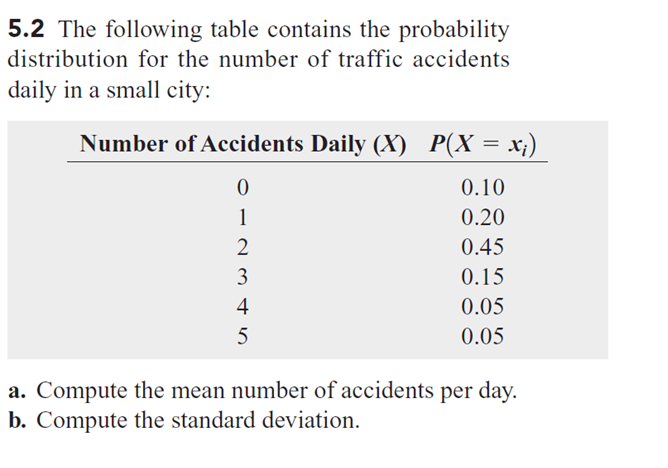 5.2 The following table contains the probability
distribution for the number of traffic accidents
daily in a small city:
Number of Accidents Daily (X) P(X = xᵢ)
0 0.10
1 0.20
2 0.45
3 0.15
4 0.05
5 0.05
a. Compute the mean number of accidents per day.
b. Compute the standard deviation.